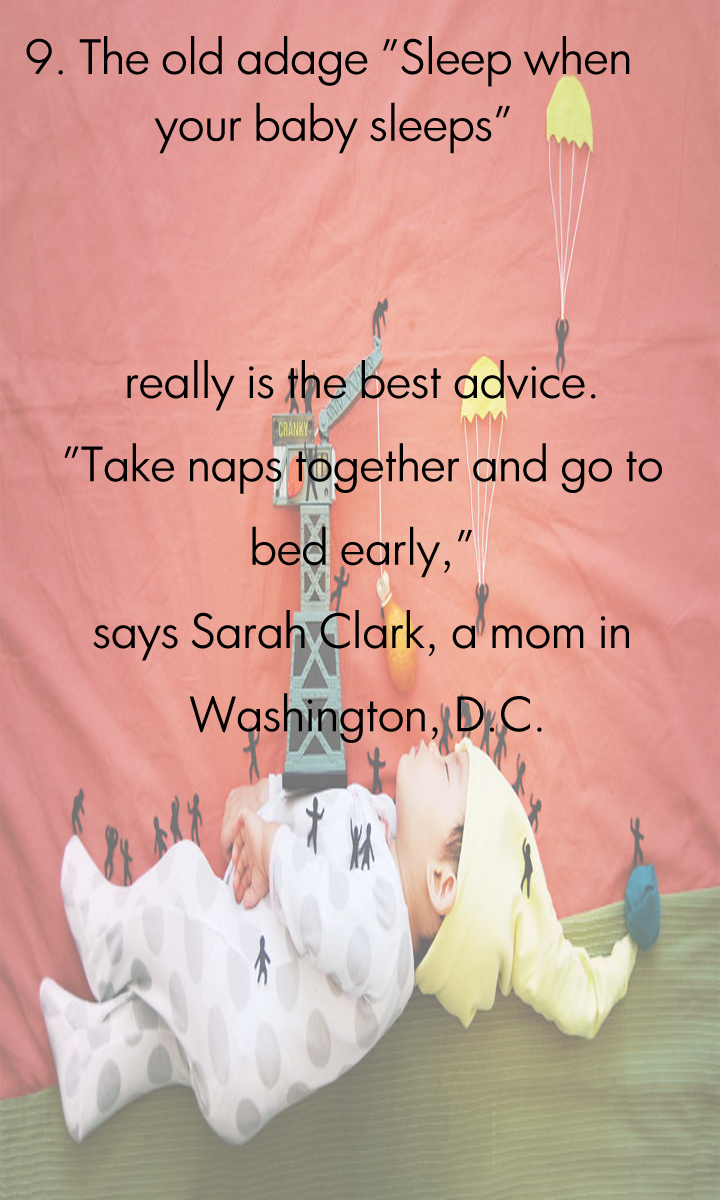 9. The old adage "Sleep when
your baby sleeps"
really is the best advice.
CRANKY
"Take naps together and go to
bed early,"
says Sarah Clark, a mom in
Washington, D.C.